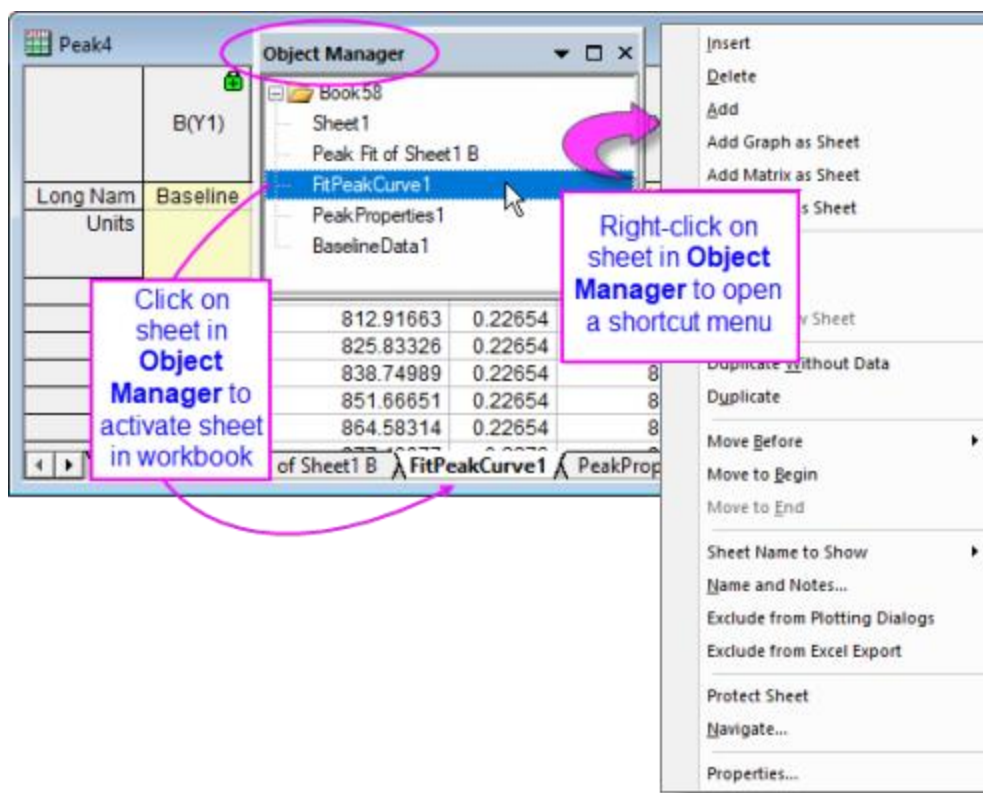 Peak4
Object Manager
B(Y1)
Book58
Sheet1
Peak Fit of Sheet1 B
FitPeakCurve1
PeakProperties1
BaselineData1
Long Nam Baseline
Units
Click on
sheet in
Object
Manager to
activate sheet
in workbook
Right-click on
sheet in Object
Manager to open
a shortcut menu
812.91663 0.22654
825.83326 0.22654
838.74989 0.22654 8
851.66651 0.22654 8
864.58314 0.22654 8
of Sheet1 B FitPeakCurve1 PeakProp
Insert
Delete
Add
Add Graph as Sheet
Add Matrix as Sheet
s Sheet
Sheet
Duplicate Without Data
Duplicate
Move Before
Move to Begin
Move to End
Sheet Name to Show
Name and Notes...
Exclude from Plotting Dialogs
Exclude from Excel Export
Protect Sheet
Navigate...
Properties...